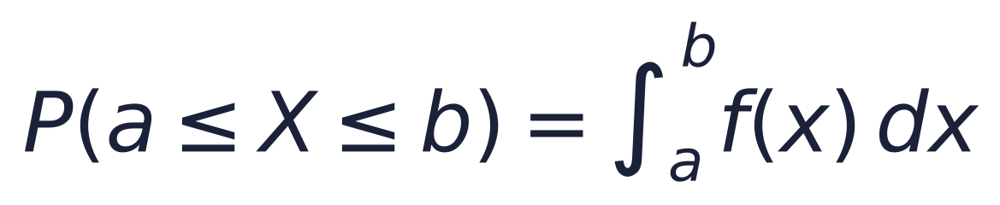 P(a ≤ X ≤ b) = ∫_a^b f(x) dx